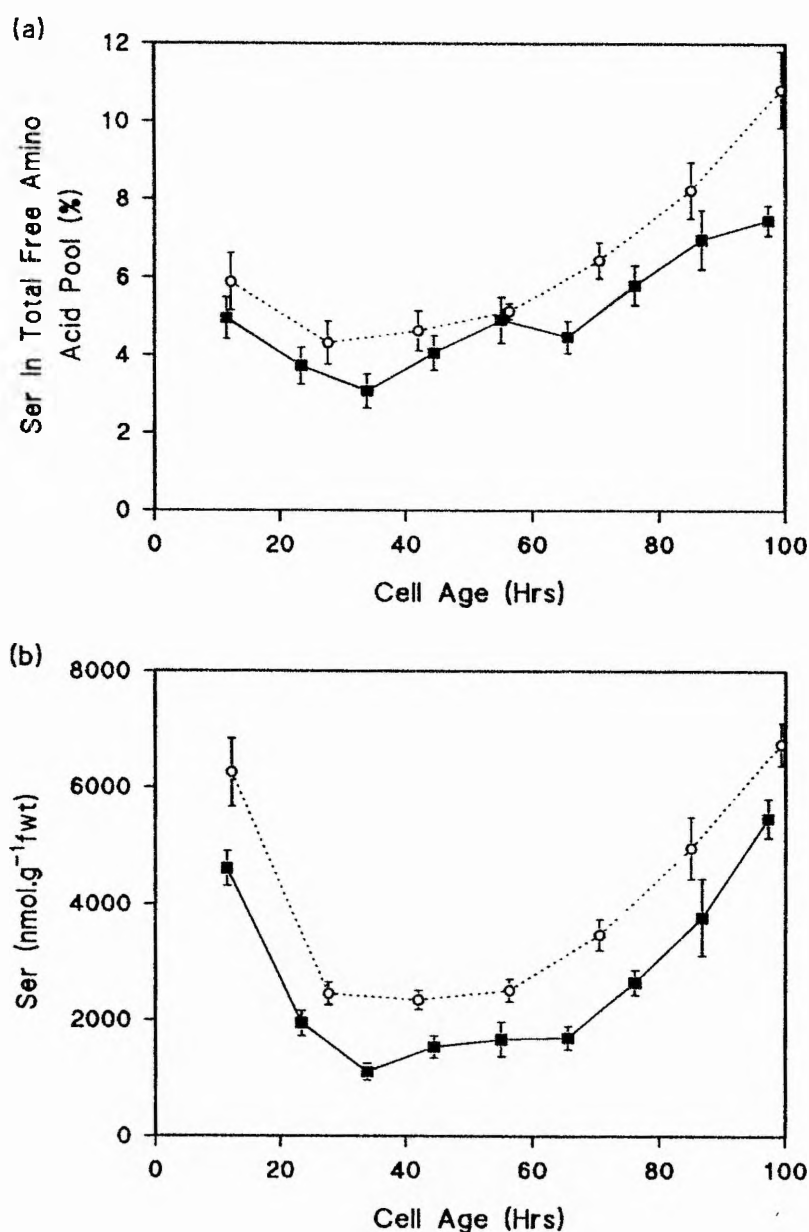 (a)
12
10
8
6
4
2
0
Ser In Total Free Amino
Acid Pool (%)
0 20 40 60 80 100
Cell Age (Hrs)
(b)
8000
6000
4000
2000
0
Ser (nmol.g⁻¹fwt)
0 20 40 60 80 100
Cell Age (Hrs)